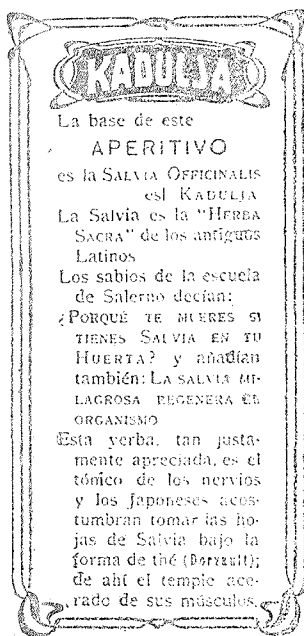 KADULJA
La base de este
APERITIVO
es la SALVIA OFFICINALIS
esl KADULJA
La Salvia es la "HERBA
SACRA" de los antiguos
Latinos
Los sabios de la escuela
de Salerno decían:
¿PORQUÉ TE MUERES SI
TIENES SALVIA EN TU
HUERTA? y añadían
también: LA SALVIA MI-
LAGROSA REGENERA EL
ORGANISMO
Esta yerba, tan justa-
mente apreciada, es el
tónico de los nervios
y los Japoneses acos-
tumbran tomar las ho-
jas de Salvia bajo la
forma de thé (Dorvault);
de ahí el temple ace-
rado de sus músculos.